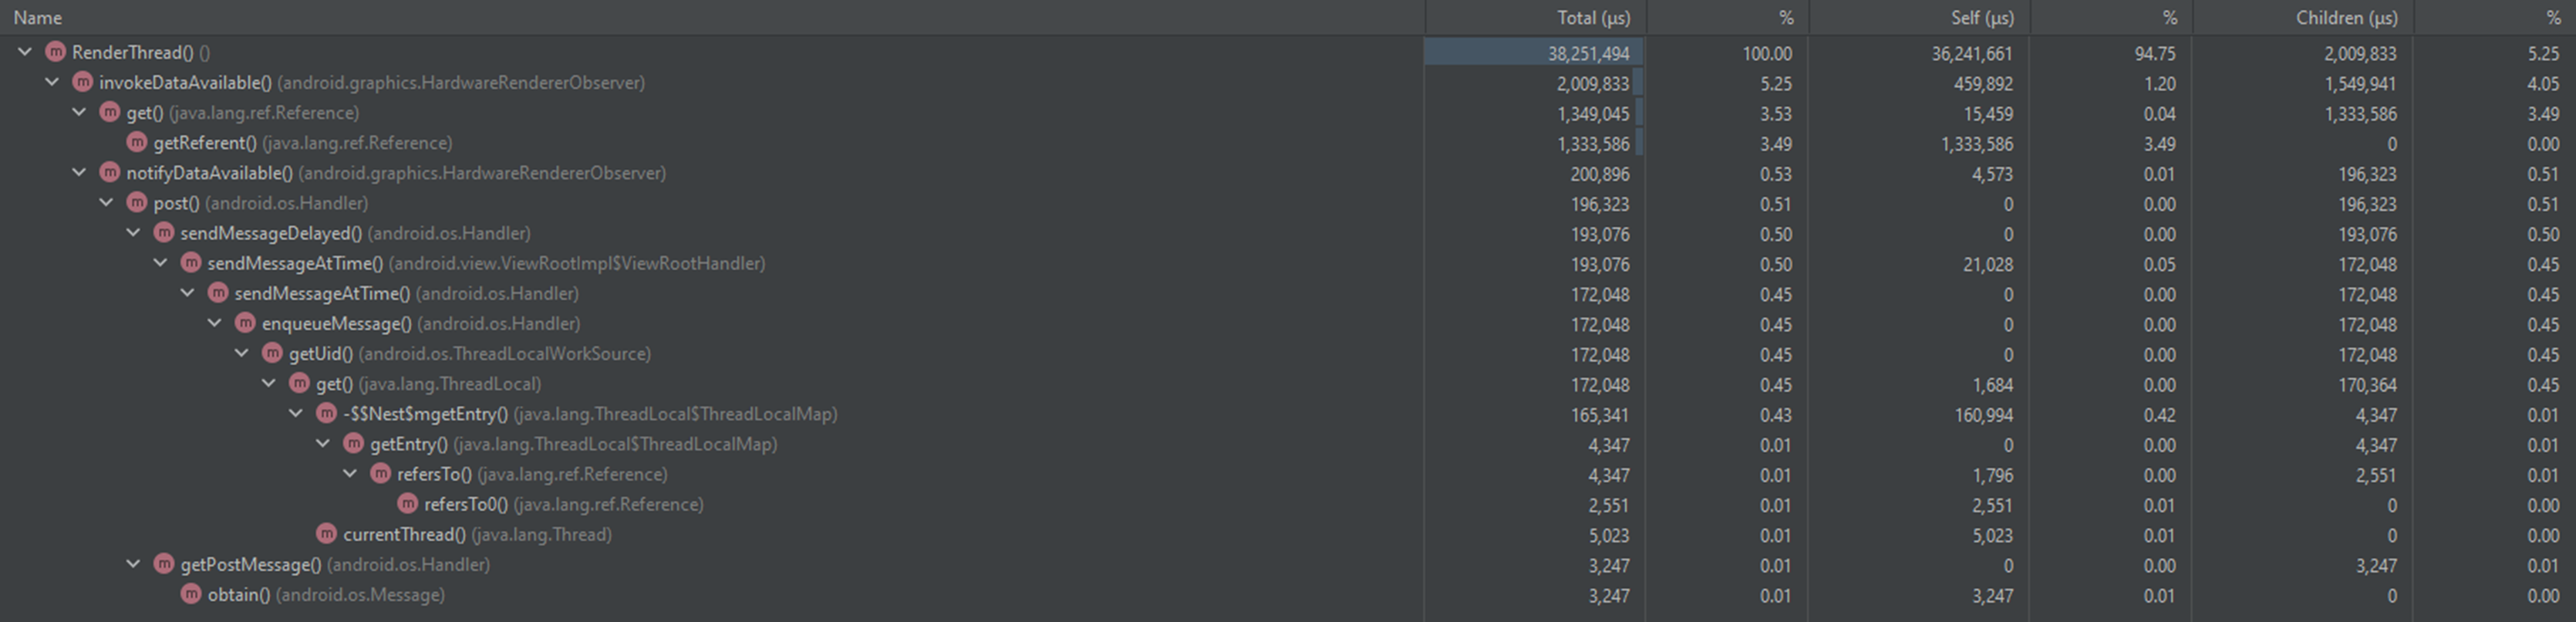 Name Total (µs) % Self (µs) % Children (µs) %
m RenderThread() () 38,251,494 100.00 36,241,661 94.75 2,009,833 5.25
m invokeDataAvailable() (android.graphics.HardwareRendererObserver) 2,009,833 5.25 459,892 1.20 1,549,941 4.05
m get() (java.lang.ref.Reference) 1,349,045 3.53 15,459 0.04 1,333,586 3.49
m getReferent() (java.lang.ref.Reference) 1,333,586 3.49 1,333,586 3.49 0 0.00
m notifyDataAvailable() (android.graphics.HardwareRendererObserver) 200,896 0.53 4,573 0.01 196,323 0.51
m post() (android.os.Handler) 196,323 0.51 0 0.00 196,323 0.51
m sendMessageDelayed() (android.os.Handler) 193,076 0.50 0 0.00 193,076 0.50
m sendMessageAtTime() (android.view.ViewRootImpl$ViewRootHandler) 193,076 0.50 21,028 0.05 172,048 0.45
m sendMessageAtTime() (android.os.Handler) 172,048 0.45 0 0.00 172,048 0.45
m enqueueMessage() (android.os.Handler) 172,048 0.45 0 0.00 172,048 0.45
m getUid() (android.os.ThreadLocalWorkSource) 172,048 0.45 0 0.00 172,048 0.45
m get() (java.lang.ThreadLocal) 172,048 0.45 1,684 0.00 170,364 0.45
m -$$Nest$mgetEntry() (java.lang.ThreadLocal$ThreadLocalMap) 165,341 0.43 160,994 0.42 4,347 0.01
m getEntry() (java.lang.ThreadLocal$ThreadLocalMap) 4,347 0.01 0 0.00 4,347 0.01
m refersTo() (java.lang.ref.Reference) 4,347 0.01 1,796 0.00 2,551 0.01
m refersTo0() (java.lang.ref.Reference) 2,551 0.01 2,551 0.01 0 0.00
m currentThread() (java.lang.Thread) 5,023 0.01 5,023 0.01 0 0.00
m getPostMessage() (android.os.Handler) 3,247 0.01 0 0.00 3,247 0.01
m obtain() (android.os.Message) 3,247 0.01 3,247 0.01 0 0.00